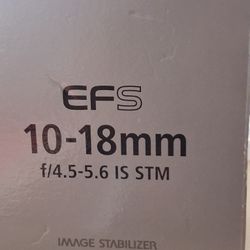 EFS
10-18mm
f/4.5-5.6 IS STM
IMAGE STABILIZER